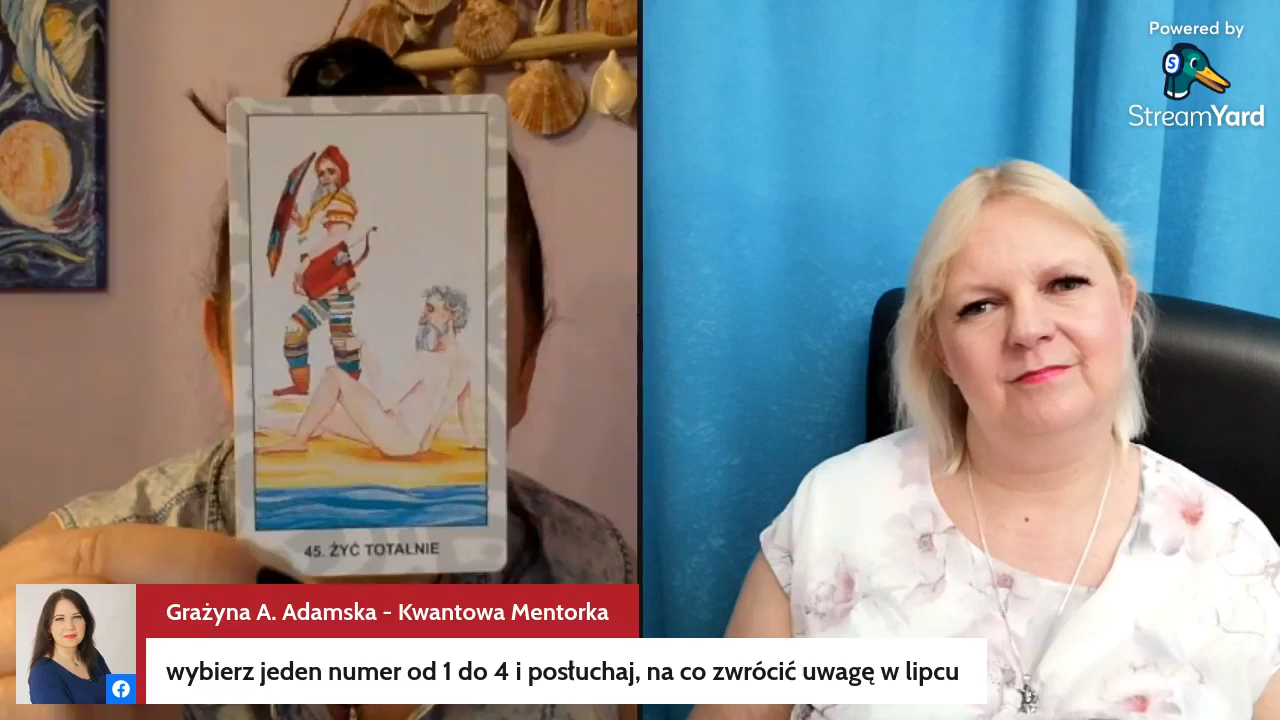 Powered by
StreamYard
45. ŻYĆ TOTALNIE
Grażyna A. Adamska - Kwantowa Mentorka
wybierz jeden numer od 1 do 4 i posłuchaj, na co zwrócić uwagę w lipcu